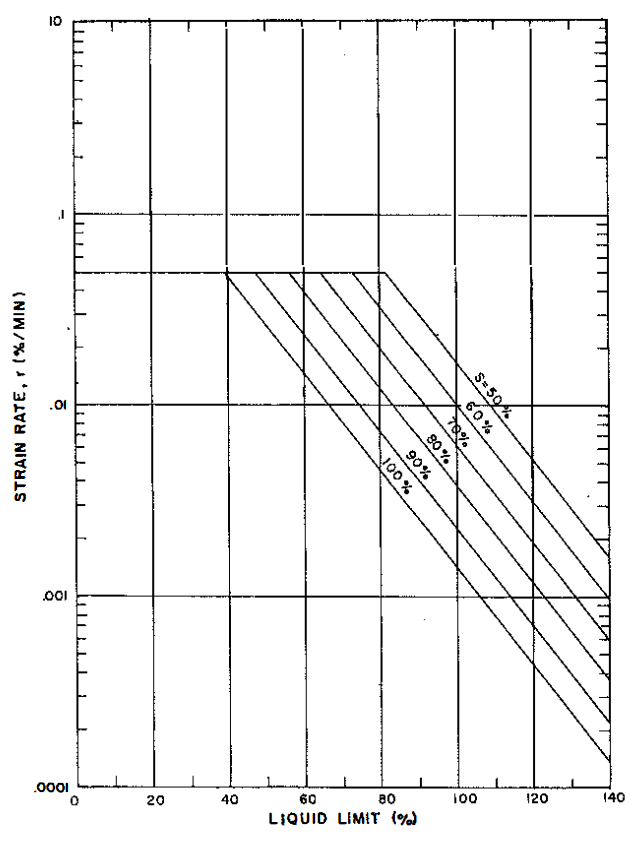 10
.1
.01
.001
.0001
STRAIN RATE, r (%/MIN)
S=50%
60%
70%
80%
90%
100%
0 20 40 60 80 100 120 140
LIQUID LIMIT (%)